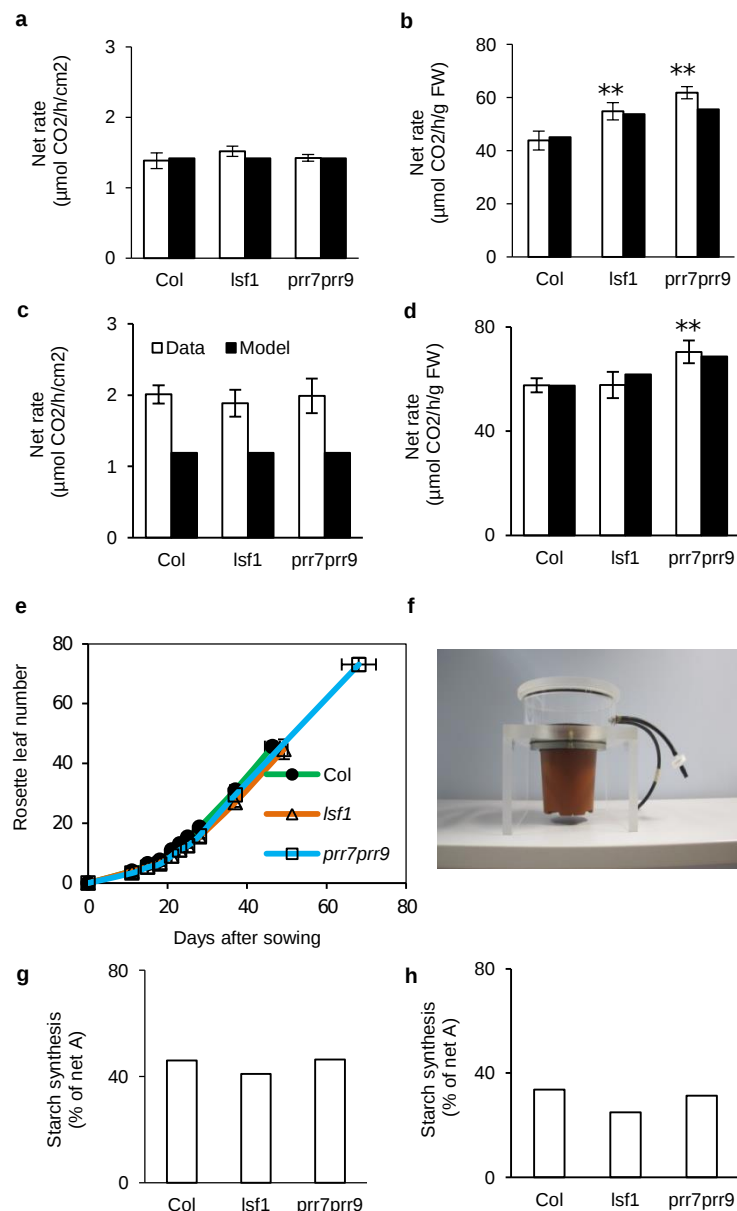 a
3
2
1
0
Net rate
(µmol CO2/h/cm2)
Col
lsf1
prr7prr9
b
80
60
40
20
0
Net rate
(µmol CO2/h/g FW)
**
**
Col
lsf1
prr7prr9
c
3
2
1
0
Net rate
(µmol CO2/h/cm2)
Data
Model
Col
lsf1
prr7prr9
d
80
40
0
Net rate
(µmol CO2/h/g FW)
**
Col
lsf1
prr7prr9
e
80
60
40
20
0
Rosette leaf number
Col
lsf1
prr7prr9
0
20
40
60
80
Days after sowing
f
g
80
40
0
Starch synthesis
(% of net A)
Col
lsf1
prr7prr9
h
80
40
0
Starch synthesis
(% of net A)
Col
lsf1
prr7prr9